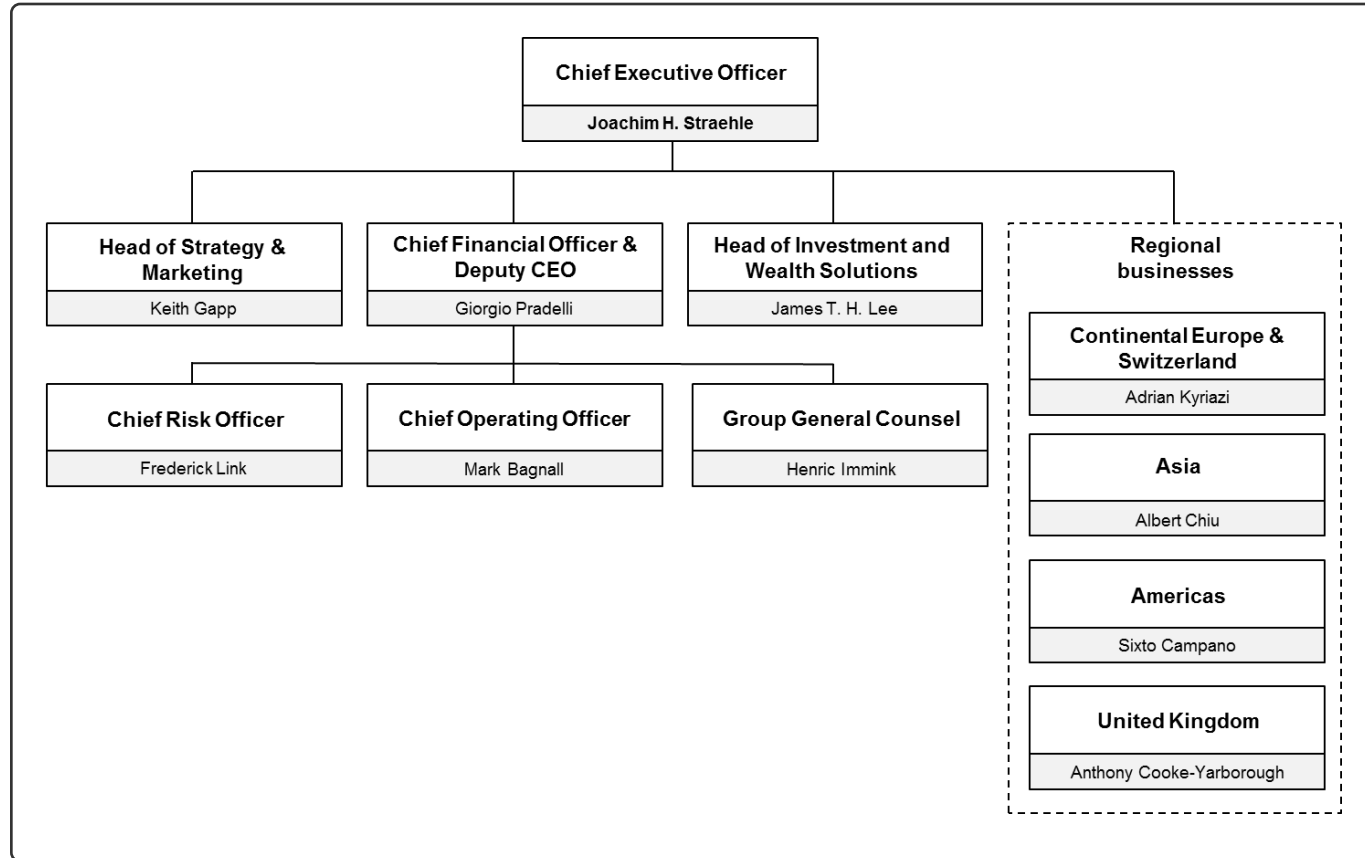 Chief Executive Officer
Joachim H. Straehle
Head of Strategy &
Marketing
Keith Gapp
Chief Financial Officer &
Deputy CEO
Giorgio Pradelli
Head of Investment and
Wealth Solutions
James T. H. Lee
Regional
businesses
Chief Risk Officer
Frederick Link
Chief Operating Officer
Mark Bagnall
Group General Counsel
Henric Immink
Continental Europe &
Switzerland
Adrian Kyriazi
Asia
Albert Chiu
Americas
Sixto Campano
United Kingdom
Anthony Cooke-Yarborough